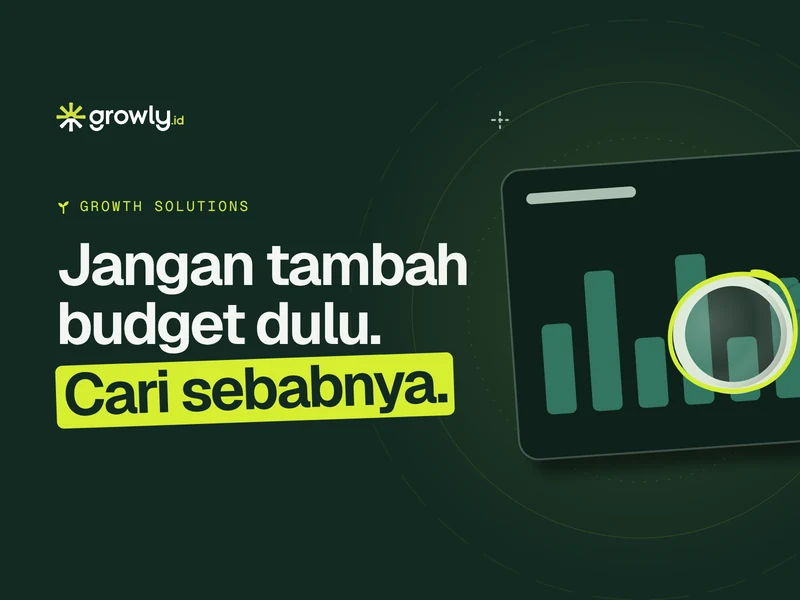 growly.id
GROWTH SOLUTIONS
Jangan tambah
budget dulu.
Cari sebabnya.